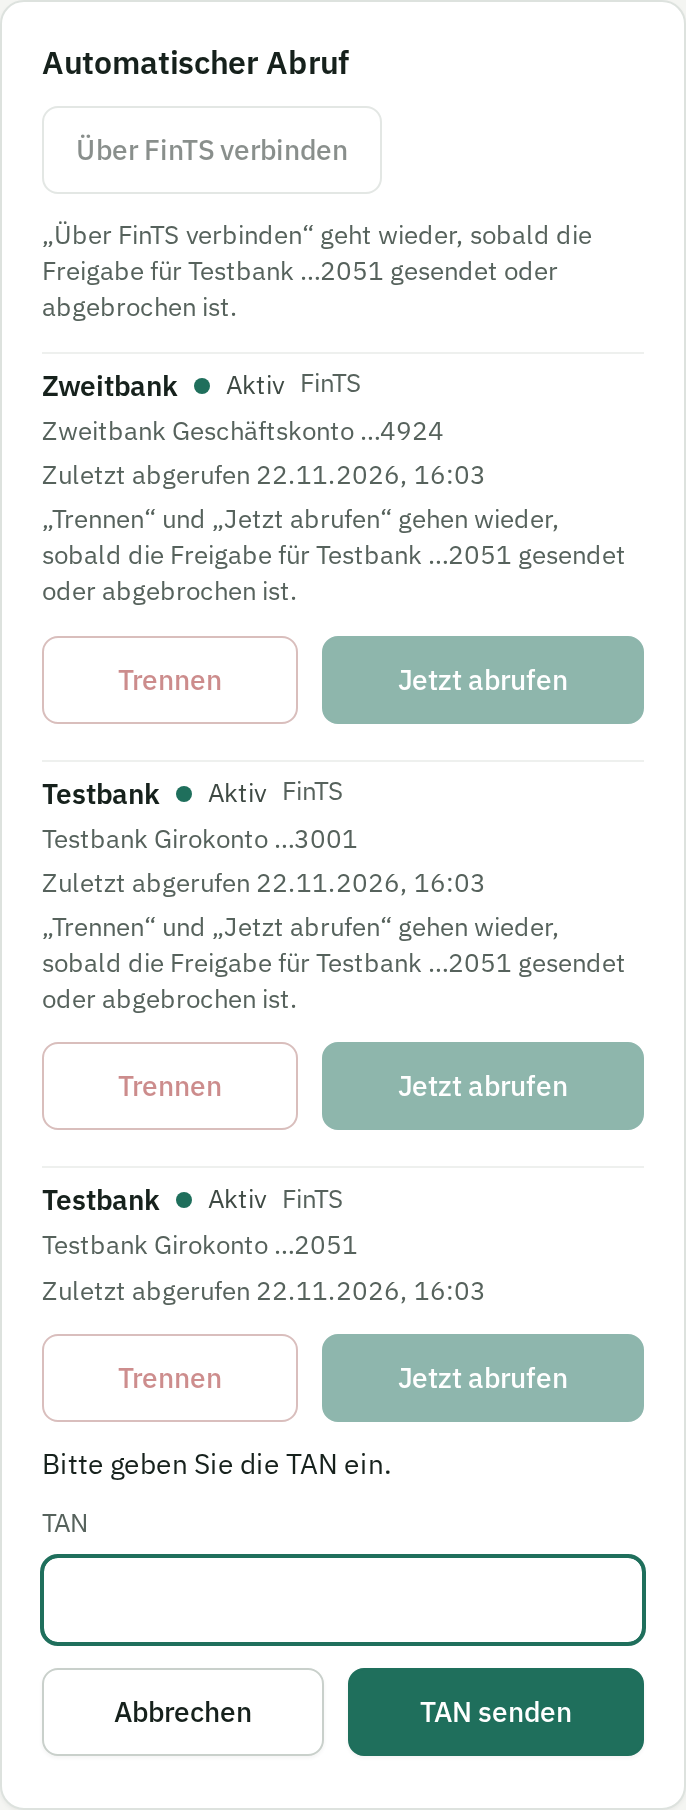 Automatischer Abruf
Über FinTS verbinden
„Über FinTS verbinden“ geht wieder, sobald die
Freigabe für Testbank …2051 gesendet oder
abgebrochen ist.
Zweitbank Aktiv FinTS
Zweitbank Geschäftskonto …4924
Zuletzt abgerufen 22.11.2026, 16:03
„Trennen“ und „Jetzt abrufen“ gehen wieder,
sobald die Freigabe für Testbank …2051 gesendet
oder abgebrochen ist.
Trennen Jetzt abrufen
Testbank Aktiv FinTS
Testbank Girokonto …3001
Zuletzt abgerufen 22.11.2026, 16:03
„Trennen“ und „Jetzt abrufen“ gehen wieder,
sobald die Freigabe für Testbank …2051 gesendet
oder abgebrochen ist.
Trennen Jetzt abrufen
Testbank Aktiv FinTS
Testbank Girokonto …2051
Zuletzt abgerufen 22.11.2026, 16:03
Trennen Jetzt abrufen
Bitte geben Sie die TAN ein.
TAN
Abbrechen TAN senden